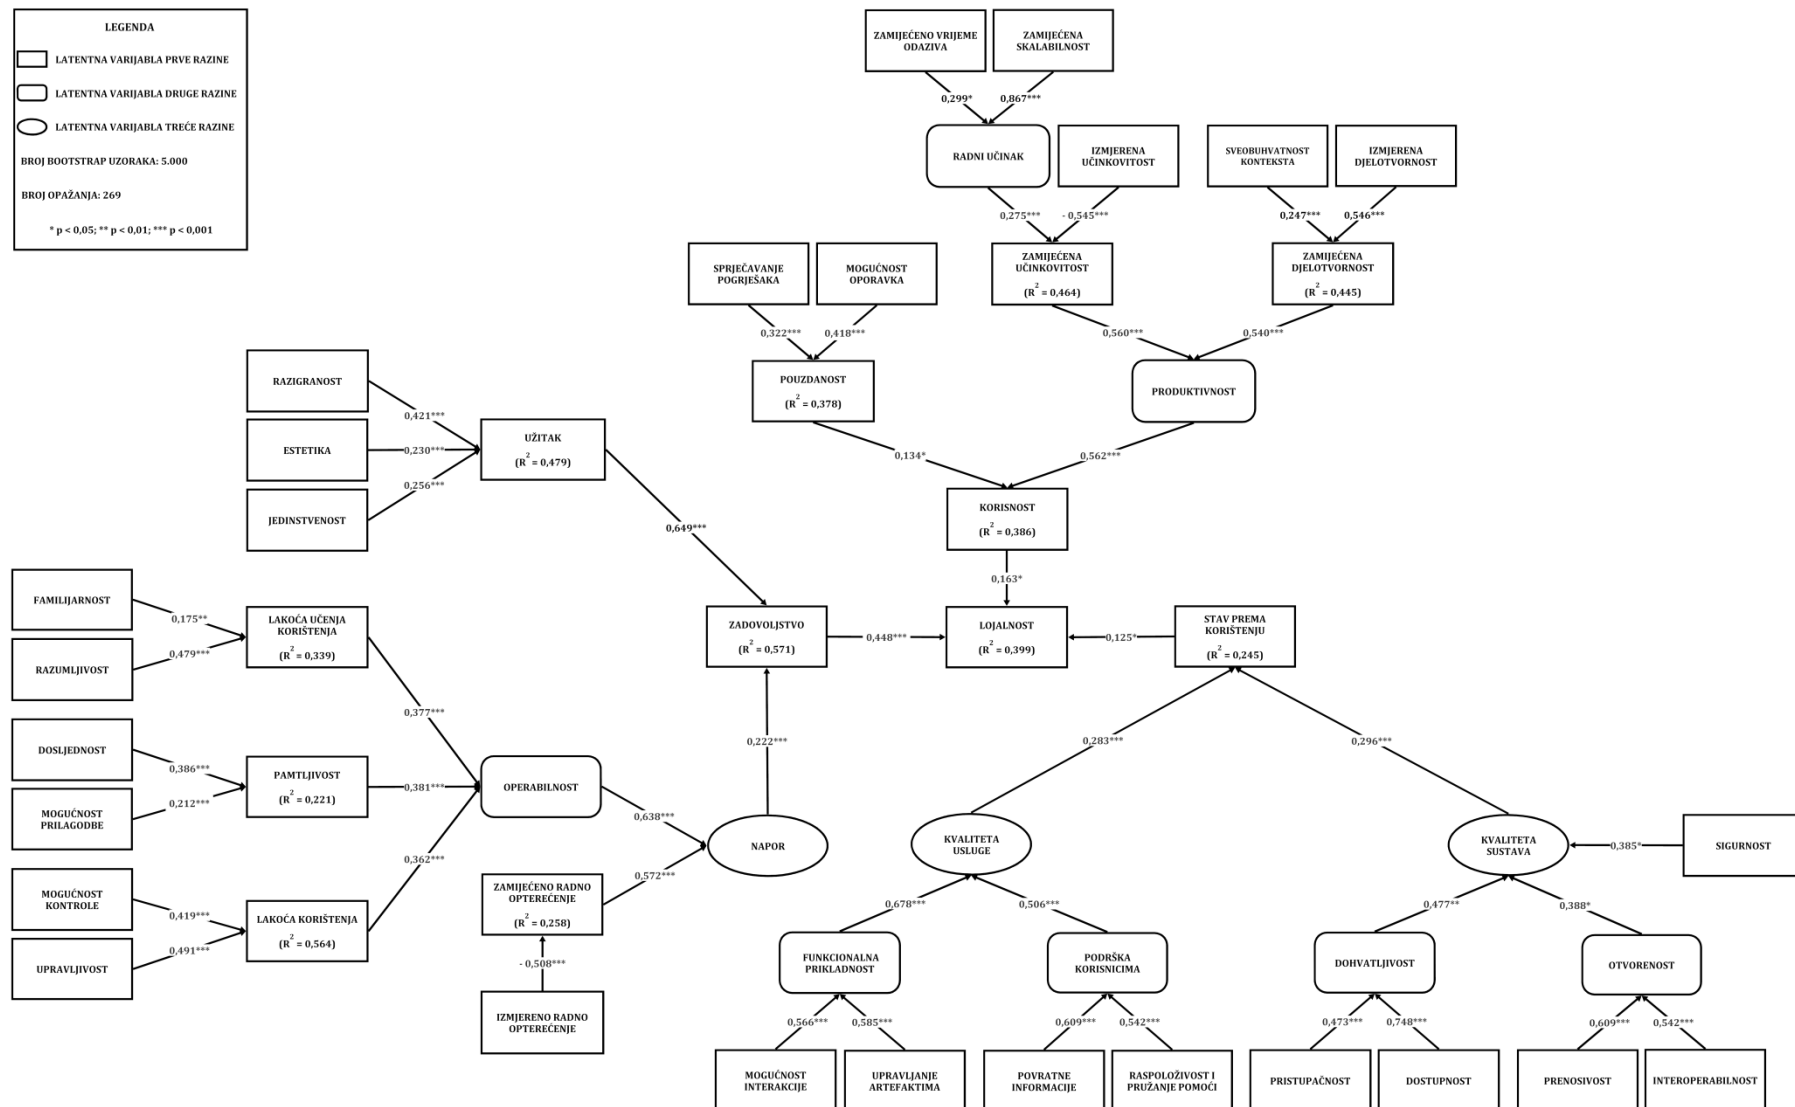 LEGENDA
LATENTNA VARIJABLA PRVE RAZINE
LATENTNA VARIJABLA DRUGE RAZINE
LATENTNA VARIJABLA TREĆE RAZINE
BROJ BOOTSTRAP UZORAKA: 5.000
BROJ OPAŽANJA: 269
* p < 0,05; ** p < 0,01; *** p < 0,001
ZAMIJEĆENO VRIJEME
ODAZIVA
ZAMIJEĆENA
SKALABILNOST
0,299*
0,867***
RADNI UČINAK
IZMJERENA
UČINKOVITOST
SVEOBUHVATNOST
KONTEKSTA
IZMJERENA
DJELOTVORNOST
0,275***
- 0,545***
0,247***
0,546***
SPRJEČAVANJE
POGRJEŠAKA
MOGUĆNOST
OPORAVKA
ZAMIJEĆENA
UČINKOVITOST
(R² = 0,464)
ZAMIJEĆENA
DJELOTVORNOST
(R² = 0,445)
0,322***
0,418***
0,560***
0,540***
POUZDANOST
(R² = 0,378)
PRODUKTIVNOST
RAZIGRANOST
0,421***
ESTETIKA
0,230***
UŽITAK
(R² = 0,479)
0,256***
JEDINSTVENOST
0,134*
0,562***
KORISNOST
(R² = 0,386)
0,649***
0,163*
FAMILIJARNOST
0,175**
LAKOĆA UČENJA
KORIŠTENJA
(R² = 0,339)
0,479***
RAZUMLJIVOST
ZADOVOLJSTVO
(R² = 0,571)
0,448***
LOJALNOST
(R² = 0,399)
0,125*
STAV PREMA
KORIŠTENJU
(R² = 0,245)
0,377***
0,222***
0,283***
0,296***
DOSLJEDNOST
0,386***
PAMTLJIVOST
(R² = 0,221)
0,381***
OPERABILNOST
0,212***
MOGUĆNOST
PRILAGODBE
0,638***
NAPOR
KVALITETA
USLUGE
KVALITETA
SUSTAVA
0,385*
SIGURNOST
0,362***
0,572***
MOGUĆNOST
KONTROLE
0,419***
LAKOĆA KORIŠTENJA
(R² = 0,564)
0,491***
UPRAVLJIVOST
ZAMIJEĆENO RADNO
OPTEREĆENJE
(R² = 0,258)
- 0,508***
IZMJERENO RADNO
OPTEREĆENJE
0,678***
0,506***
0,477**
0,388*
FUNKCIONALNA
PRIKLADNOST
PODRŠKA
KORISNICIMA
DOHVATLJIVOST
OTVORENOST
0,566***
0,585***
0,609***
0,542***
0,473***
0,748***
0,609***
0,542***
MOGUĆNOST
INTERAKCIJE
UPRAVLJANJE
ARTEFAKTIMA
POVRATNE
INFORMACIJE
RASPOLOŽIVOST I
PRUŽANJE POMOĆI
PRISTUPAČNOST
DOSTUPNOST
PRENOSIVOST
INTEROPERABILNOST